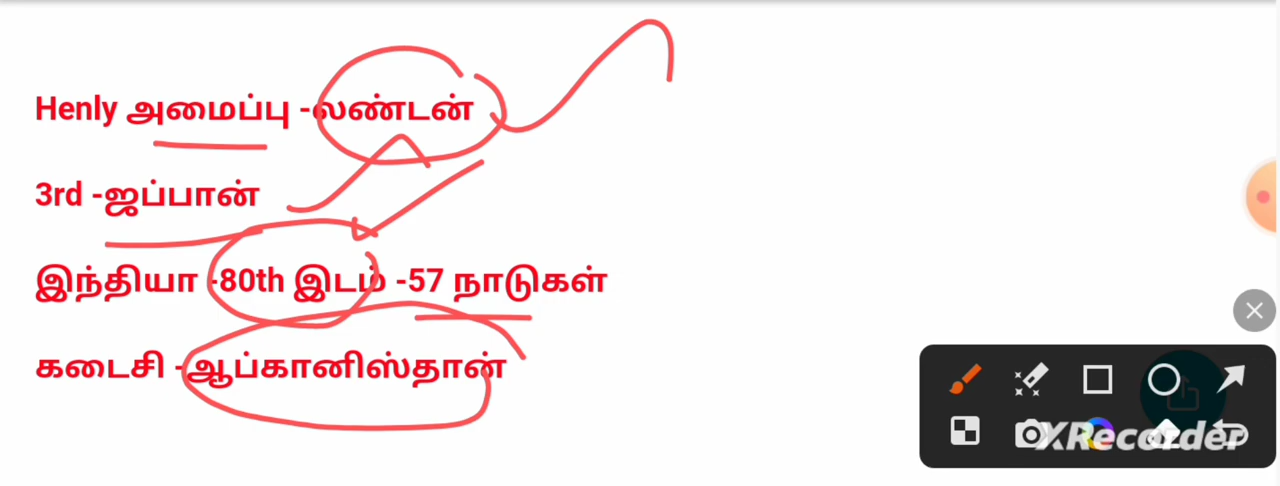 Henly அமைப்பு -லண்டன்
3rd -ஜப்பான்
இந்தியா -80th இடம் -57 நாடுகள்
கடைசி -ஆப்கானிஸ்தான்
XRecorder